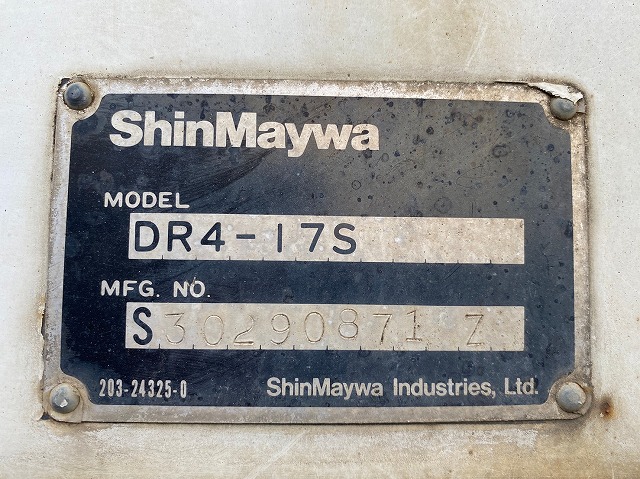 ShinMaywa
MODEL
DR4-17S
MFG. NO.
S30290871 Z
203-24325-0
ShinMaywa Industries, Ltd.